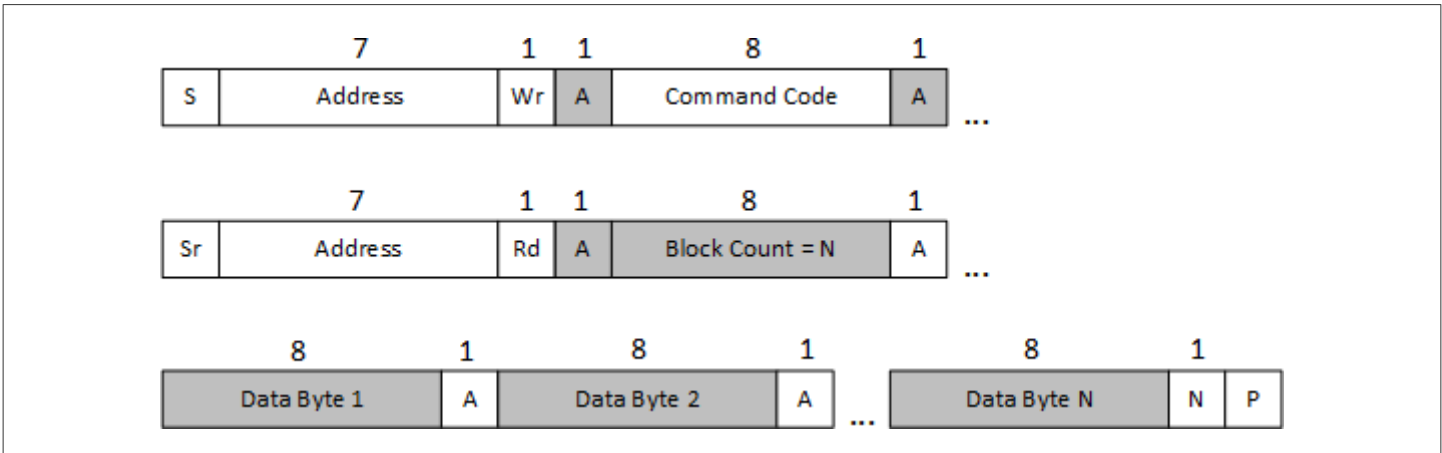 7 1 1 8 1
S Address Wr A Command Code A ...
7 1 1 8 1
Sr Address Rd A Block Count = N A ...
8 1 8 1 8 1
Data Byte 1 A Data Byte 2 A ... Data Byte N N P